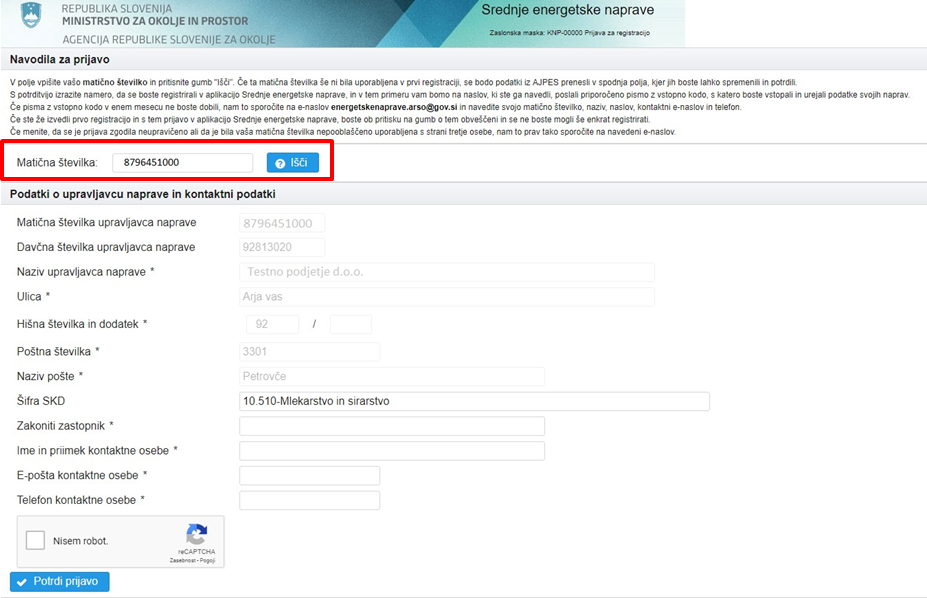 REPUBLIKA SLOVENIJA
MINISTRSTVO ZA OKOLJE IN PROSTOR
AGENCIJA REPUBLIKE SLOVENIJE ZA OKOLJE
Srednje energetske naprave
Zaslonska maska: KNP-00000 Prijava za registracijo
Navodila za prijavo
V polje vpišite vašo matično številko in pritisnite gumb "Išči". Če ta matična številka še ni bila uporabljena v prvi registraciji, se bodo podatki iz AJPES prenesli v spodnja polja, kjer jih boste lahko spremenili in potrdili.
S potrditvijo izrazite namero, da se boste registrirali v aplikacijo Srednje energetske naprave, in v tem primeru vam bomo na naslov, ki ste ga navedli, poslali priporočeno pismo z vstopno kodo, s katero boste vstopali in urejali podatke svojih naprav.
Če pisma z vstopno kodo v enem mesecu ne boste dobili, nam to sporočite na e-naslov energetskenaprave.arso@gov.si in navedite svojo matično številko, naziv, naslov, kontaktni e-naslov in telefon.
Če ste že izvedli prvo registracijo in s tem prijavo v aplikacijo Srednje energetske naprave, boste ob pritisku na gumb o tem obveščeni in se ne boste mogli še enkrat registrirati.
Če menite, da se je prijava zgodila neupravičeno ali da je bila vaša matična številka nepooblaščeno uporabljena s strani tretje osebe, nam to prav tako sporočite na navedeni e-naslov.
Matična številka: 8796451000 Išči
Podatki o upravljavcu naprave in kontaktni podatki
Matična številka upravljavca naprave 8796451000
Davčna številka upravljavca naprave 92813020
Naziv upravljavca naprave * Testno podjetje d.o.o.
Ulica * Arja vas
Hišna številka in dodatek * 92 /
Poštna številka * 3301
Naziv pošte * Petrovče
Šifra SKD 10.510-Mlekarstvo in sirarstvo
Zakoniti zastopnik *
Ime in priimek kontaktne osebe *
E-pošta kontaktne osebe *
Telefon kontaktne osebe *
Nisem robot.
reCAPTCHA
Zasebnost - Pogoji
Potrdi prijavo